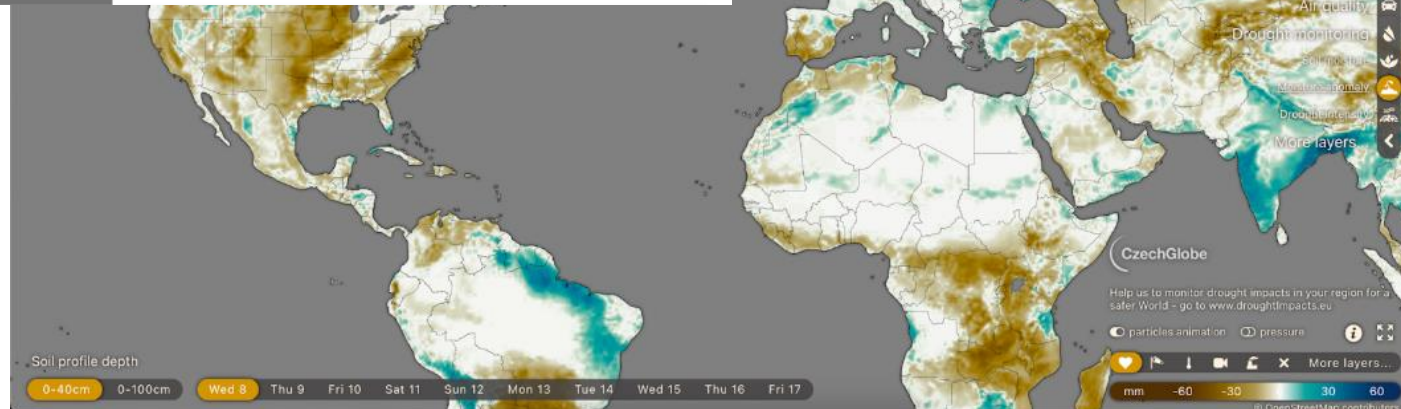 Air quality
Drought monitoring
Soil moisture
Moisture anomaly
Drought intensity
More layers...
CzechGlobe
Help us to monitor drought impacts in your region for a
safer World - go to www.droughtimpacts.eu
particles animation pressure
Soil profile depth
More layers...
0-40cm 0-100cm Wed 8 Thu 9 Fri 10 Sat 11 Sun 12 Mon 13 Tue 14 Wed 15 Thu 16 Fri 17
mm -60 -30 30 60
© OpenStreetMap contributors